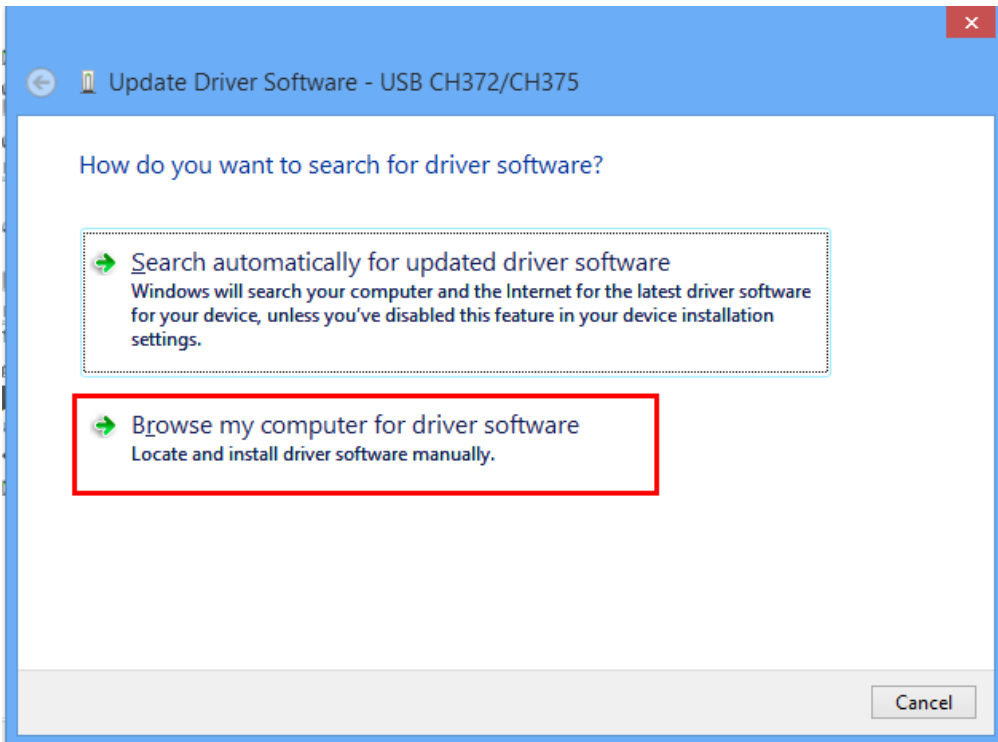 Update Driver Software - USB CH372/CH375
How do you want to search for driver software?
Search automatically for updated driver software
Windows will search your computer and the Internet for the latest driver software
for your device, unless you've disabled this feature in your device installation
settings.
Browse my computer for driver software
Locate and install driver software manually.
Cancel